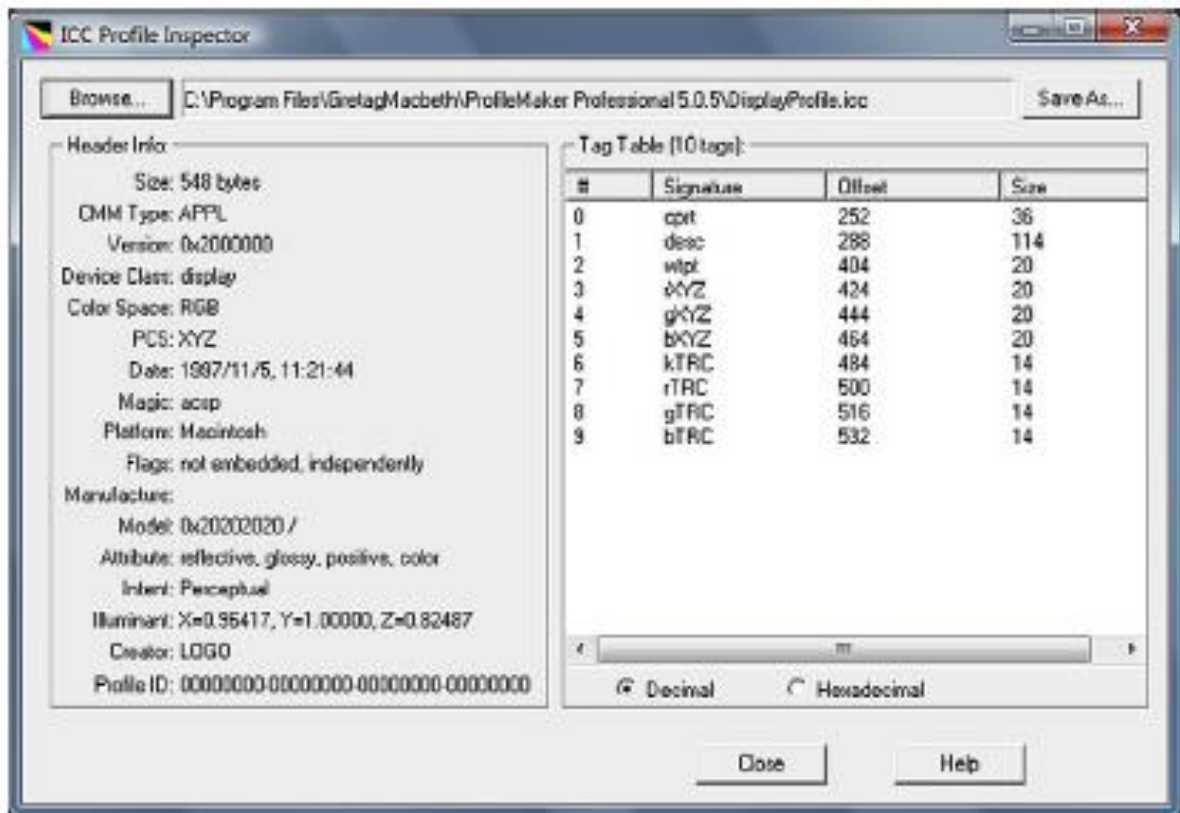 ICC Profile Inspector
Browse... C:\Program Files\GretagMacbeth\ProfileMaker Professional 5.0.5\DisplayProfile.icc Save As...
Header Info:
Size: 548 bytes
CMM Type: APPL
Version: 0x2000000
Device Class: display
Color Space: RGB
PCS: XYZ
Date: 1997/11/5, 11:21:44
Magic: acsp
Platform: Macintosh
Flags: not embedded, independently
Manufacture:
Model: 0x20202020 /
Attribute: reflective, glossy, positive, color
Intent: Perceptual
Illuminant: X=0.95417, Y=1.00000, Z=0.82487
Creator: LOGO
Profile ID: 00000000-00000000-00000000-00000000
Tag Table (10 tags):
# Signature Offset Size
0 cprt 252 36
1 desc 288 114
2 wtpt 404 20
3 rXYZ 424 20
4 gXYZ 444 20
5 bXYZ 464 20
6 kTRC 484 14
7 rTRC 500 14
8 gTRC 516 14
9 bTRC 532 14
Decimal Hexadecimal
Close Help